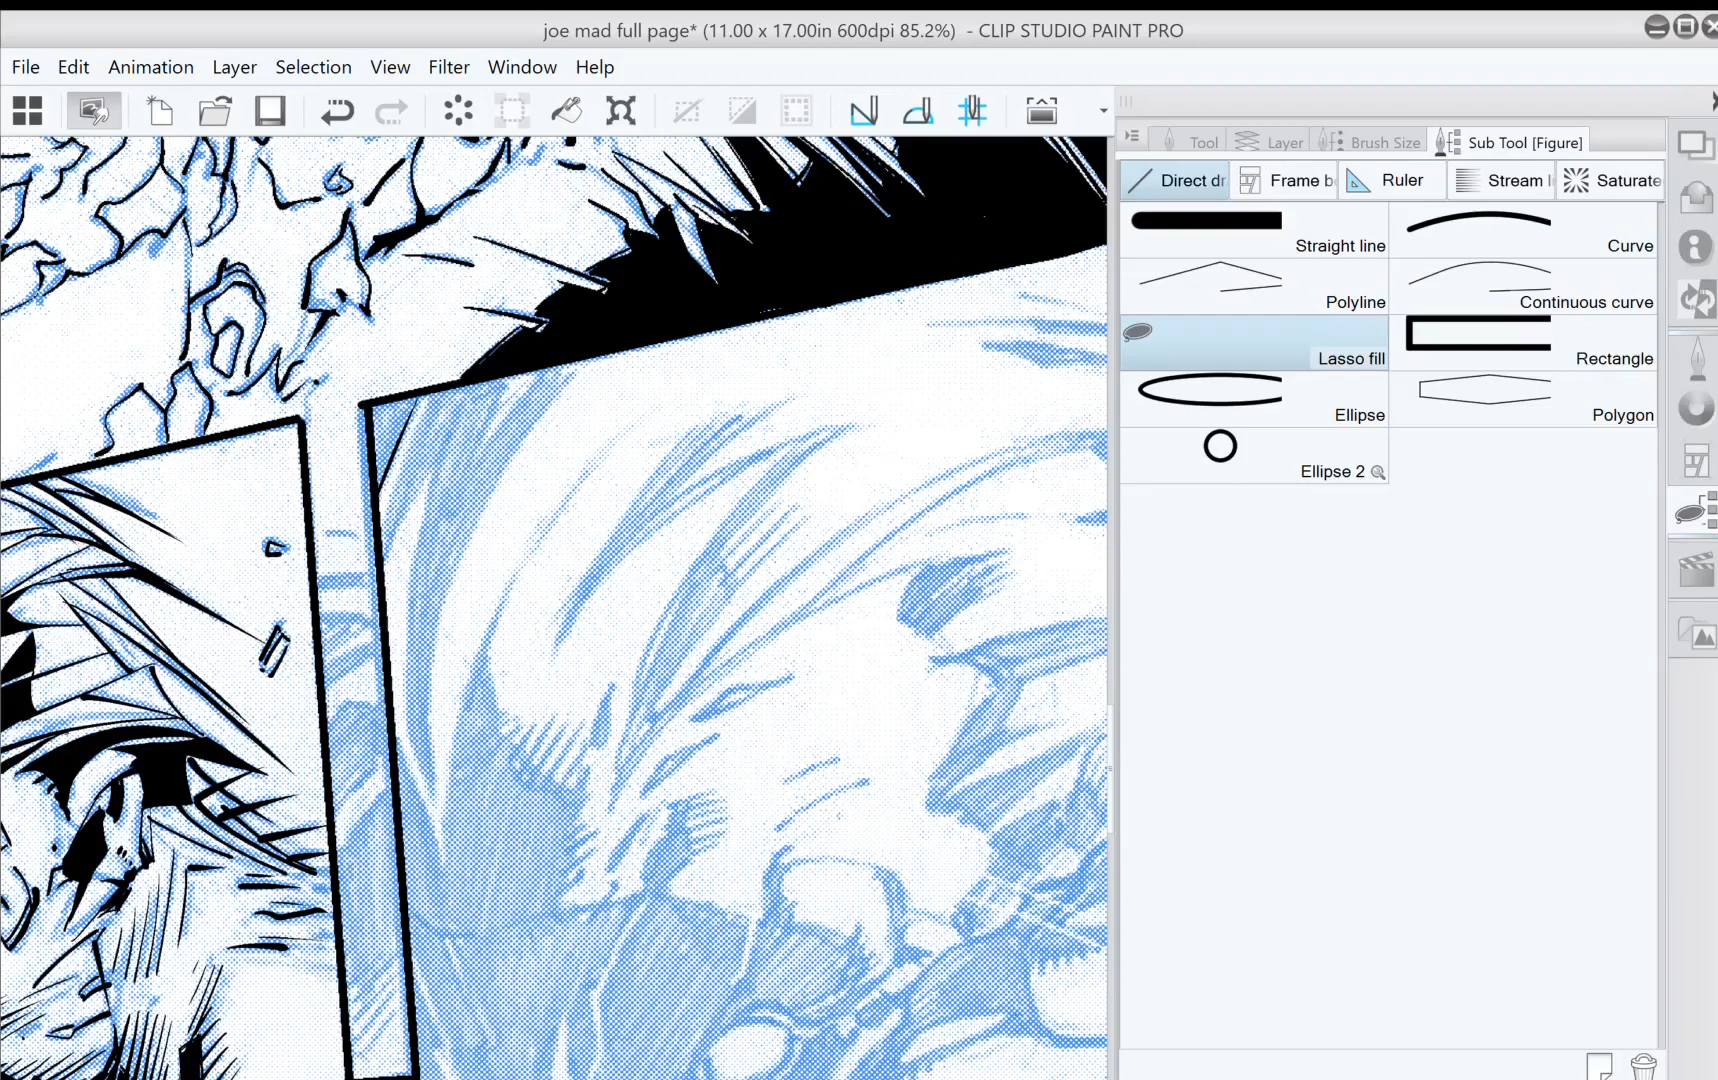 joe mad full page* (11.00 x 17.00in 600dpi 85.2%)  - CLIP STUDIO PAINT PRO
File Edit Animation Layer Selection View Filter Window Help
Tool Layer Brush Size Sub Tool [Figure]
Direct dr Frame b Ruler Stream l Saturate
Straight line Curve
Polyline Continuous curve
Lasso fill Rectangle
Ellipse Polygon
Ellipse 2